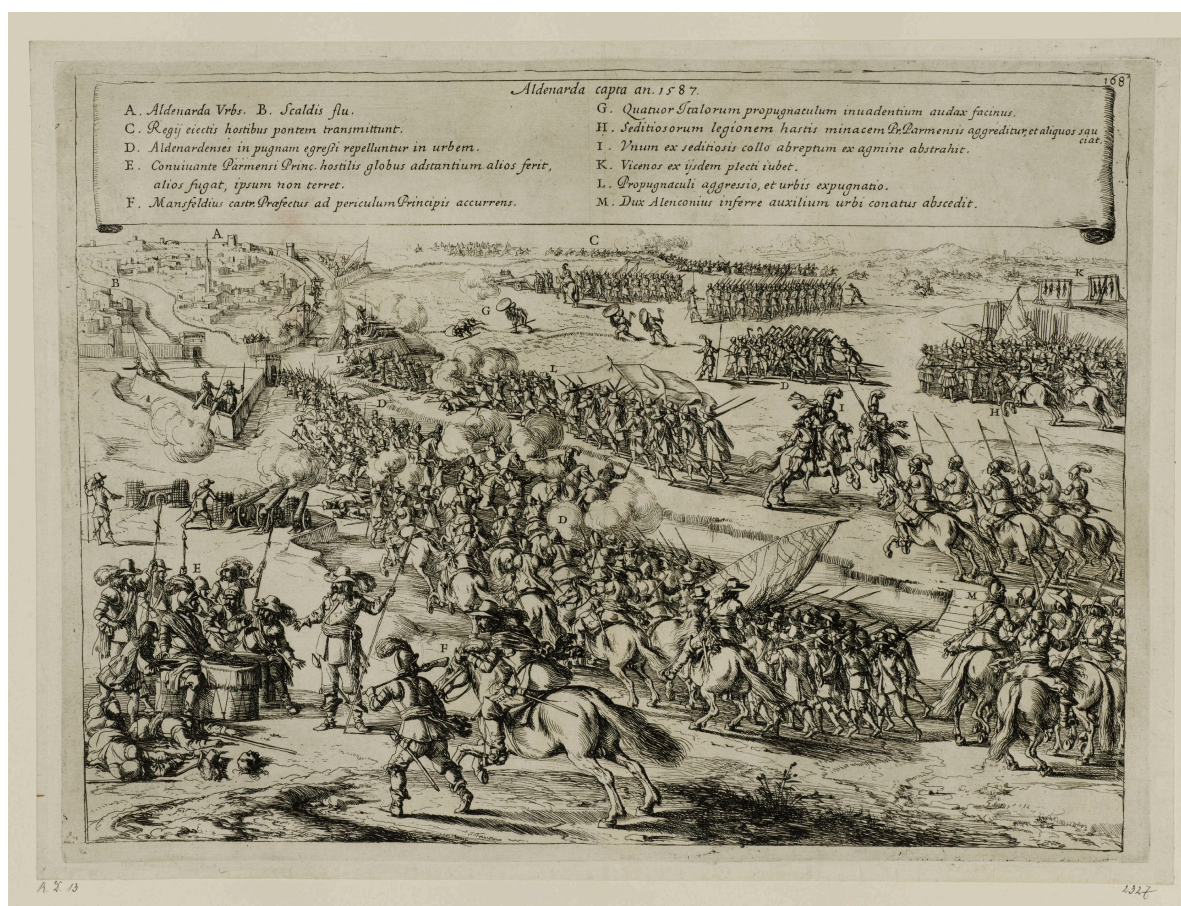 168
Aldenarda capta an. 1587.
A. Aldenarda Vrbs. B. Scaldis flu.
C. Regij eiectis hostibus pontem transmittunt.
D. Aldenardenses in pugnam egreßi repelluntur in urbem.
E. Conuiuante Parmensi Princ. hostilis globus adstantium alios ferit,
alios fugat, ipsum non terret.
F. Mansfeldius castr. Præfectus ad periculum Principis accurrens.
G. Quatuor Italorum propugnaculum inuadentium audax facinus.
H. Seditiosorum legionem hastis minacem Pr. Parmensis aggreditur, et aliquos sau
ciat.
I. Vnum ex seditiosis collo abreptum ex agmine abstrahit.
K. Vicenos ex ijsdem plecti iubet.
L. Propugnaculi aggressio, et urbis expugnatio.
M. Dux Alenconius inferre auxilium urbi conatus abscedit.
A
C
B
K
G
L
L
D
D
I
H
D
E
M
F
A. Z. 13
2327